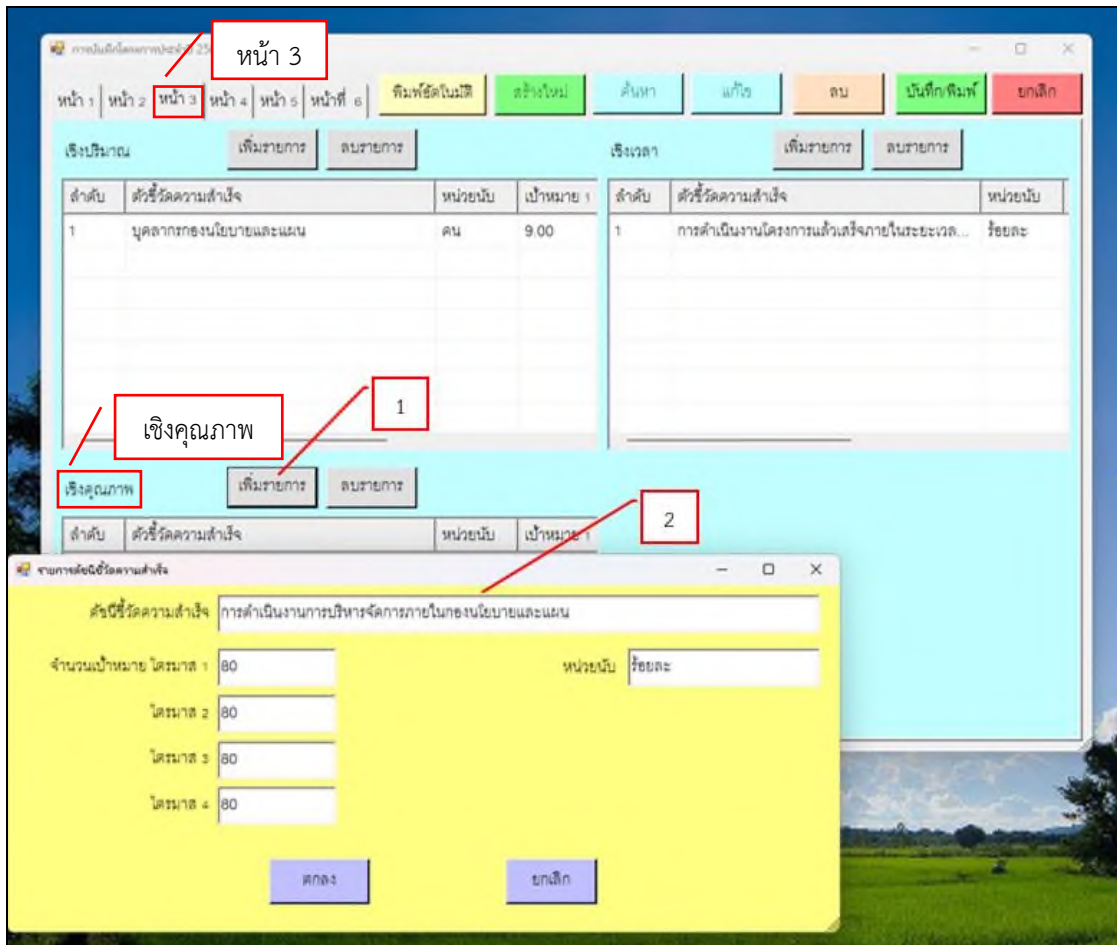 หน้า 3
การบันทึกโครงการประจำปี 25
หน้า 1 หน้า 2 หน้า 3 หน้า 4 หน้า 5 หน้าที่ 6
พิมพ์อัตโนมัติ สร้างใหม่ ค้นหา แก้ไข ลบ บันทึก/พิมพ์ ยกเลิก
เชิงปริมาณ เพิ่มรายการ ลบรายการ
ลำดับ ตัวชี้วัดความสำเร็จ หน่วยนับ เป้าหมาย 1
1 บุคลากรกองนโยบายและแผน คน 9.00
เชิงเวลา เพิ่มรายการ ลบรายการ
ลำดับ ตัวชี้วัดความสำเร็จ หน่วยนับ
1 การดำเนินงานโครงการแล้วเสร็จภายในระยะเวล... ร้อยละ
1
เชิงคุณภาพ
เชิงคุณภาพ เพิ่มรายการ ลบรายการ
2
ลำดับ ตัวชี้วัดความสำเร็จ หน่วยนับ เป้าหมาย 1
รายการดัชนีชี้วัดความสำเร็จ
ดัชนีชี้วัดความสำเร็จ การดำเนินงานการบริหารจัดการภายในกองนโยบายและแผน
จำนวนเป้าหมาย ไตรมาส 1 80 หน่วยนับ ร้อยละ
ไตรมาส 2 80
ไตรมาส 3 80
ไตรมาส 4 80
ตกลง ยกเลิก